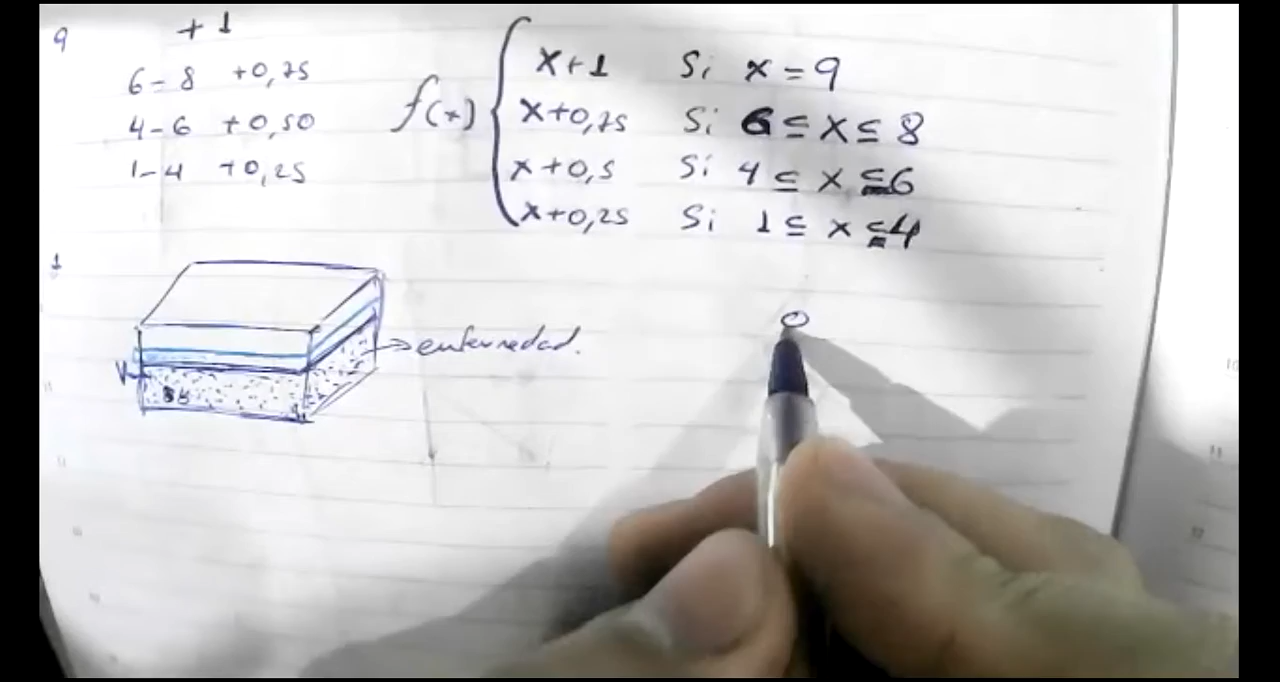 9 +1
6-8 +0,75
4-6 +0,50
1-4 +0,25
f(x) {
x+1 Si x=9
x+0,75 Si 6≤x≤8
x+0,5 Si 4≤x≤6
x+0,25 Si 1≤x≤4
1
→ enfermedad.
V